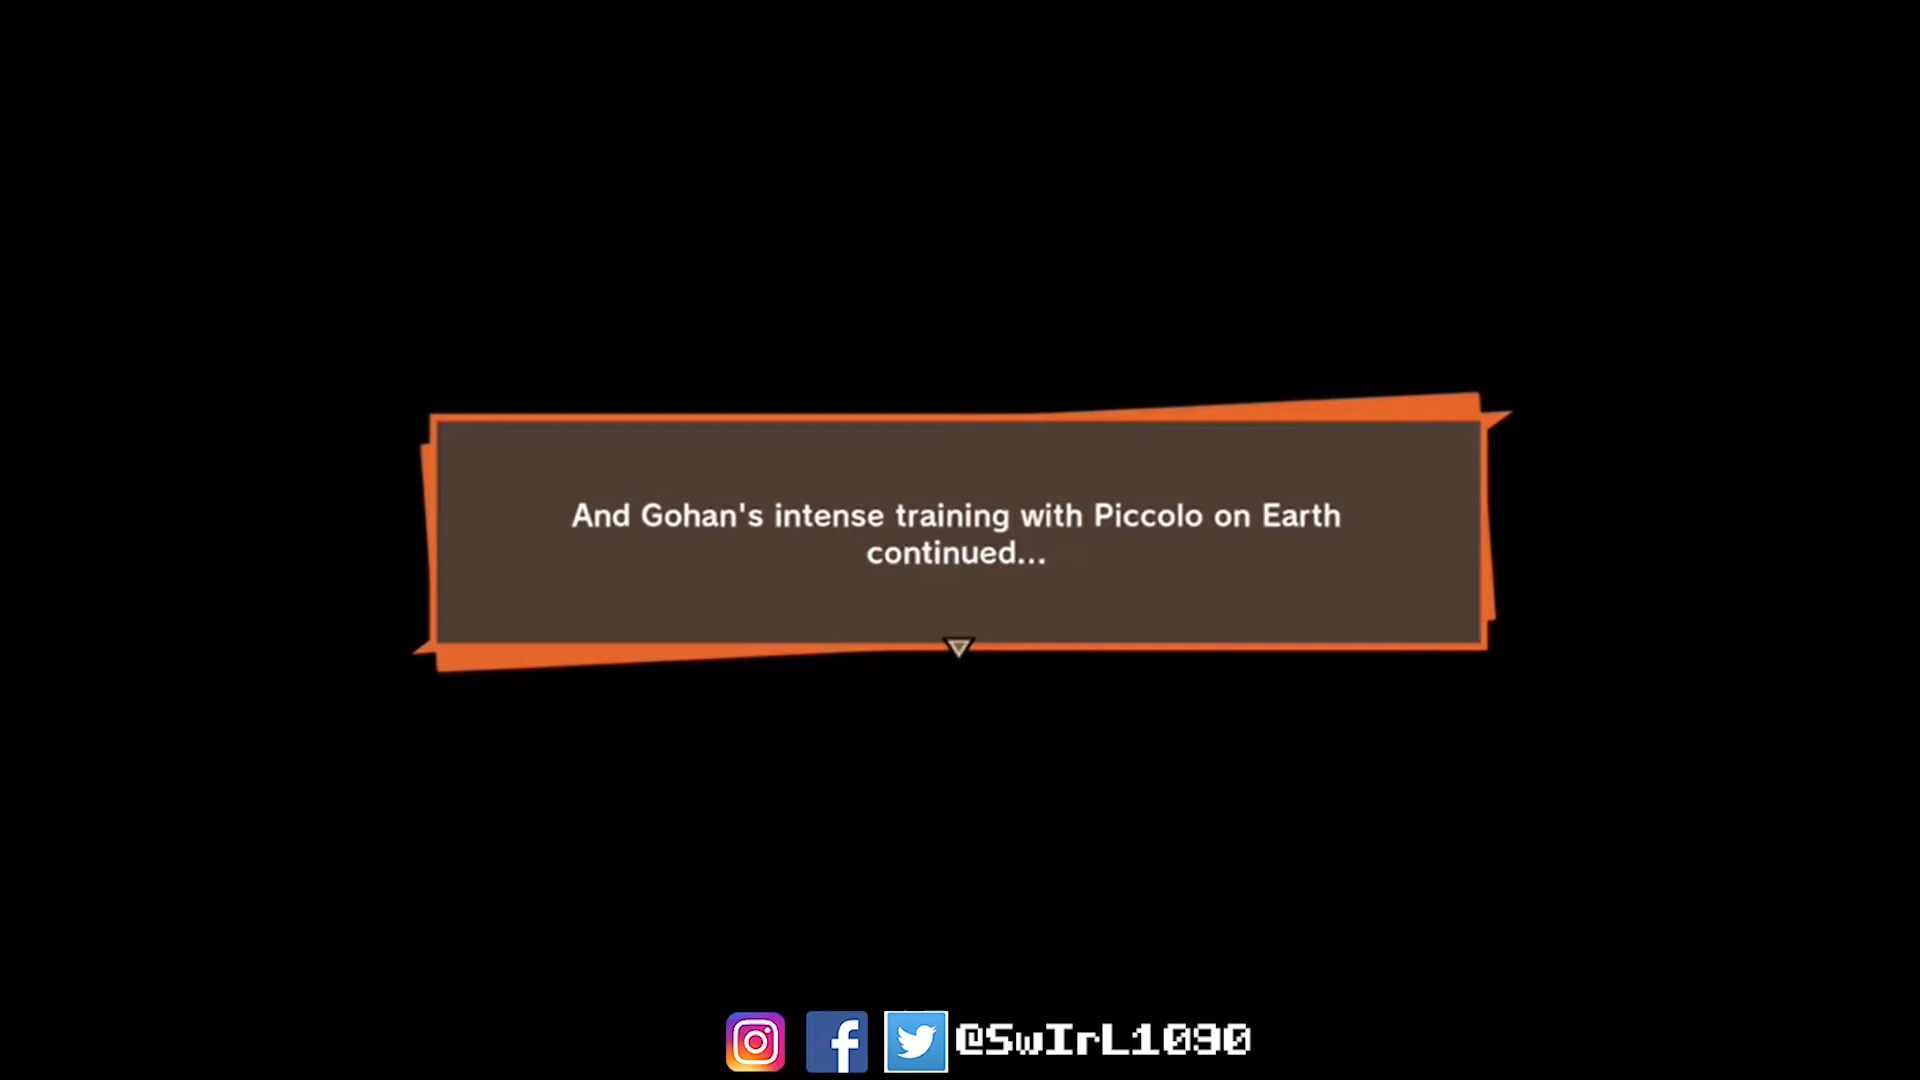 And Gohan's intense training with Piccolo on Earth
continued...
@SwIrL1090